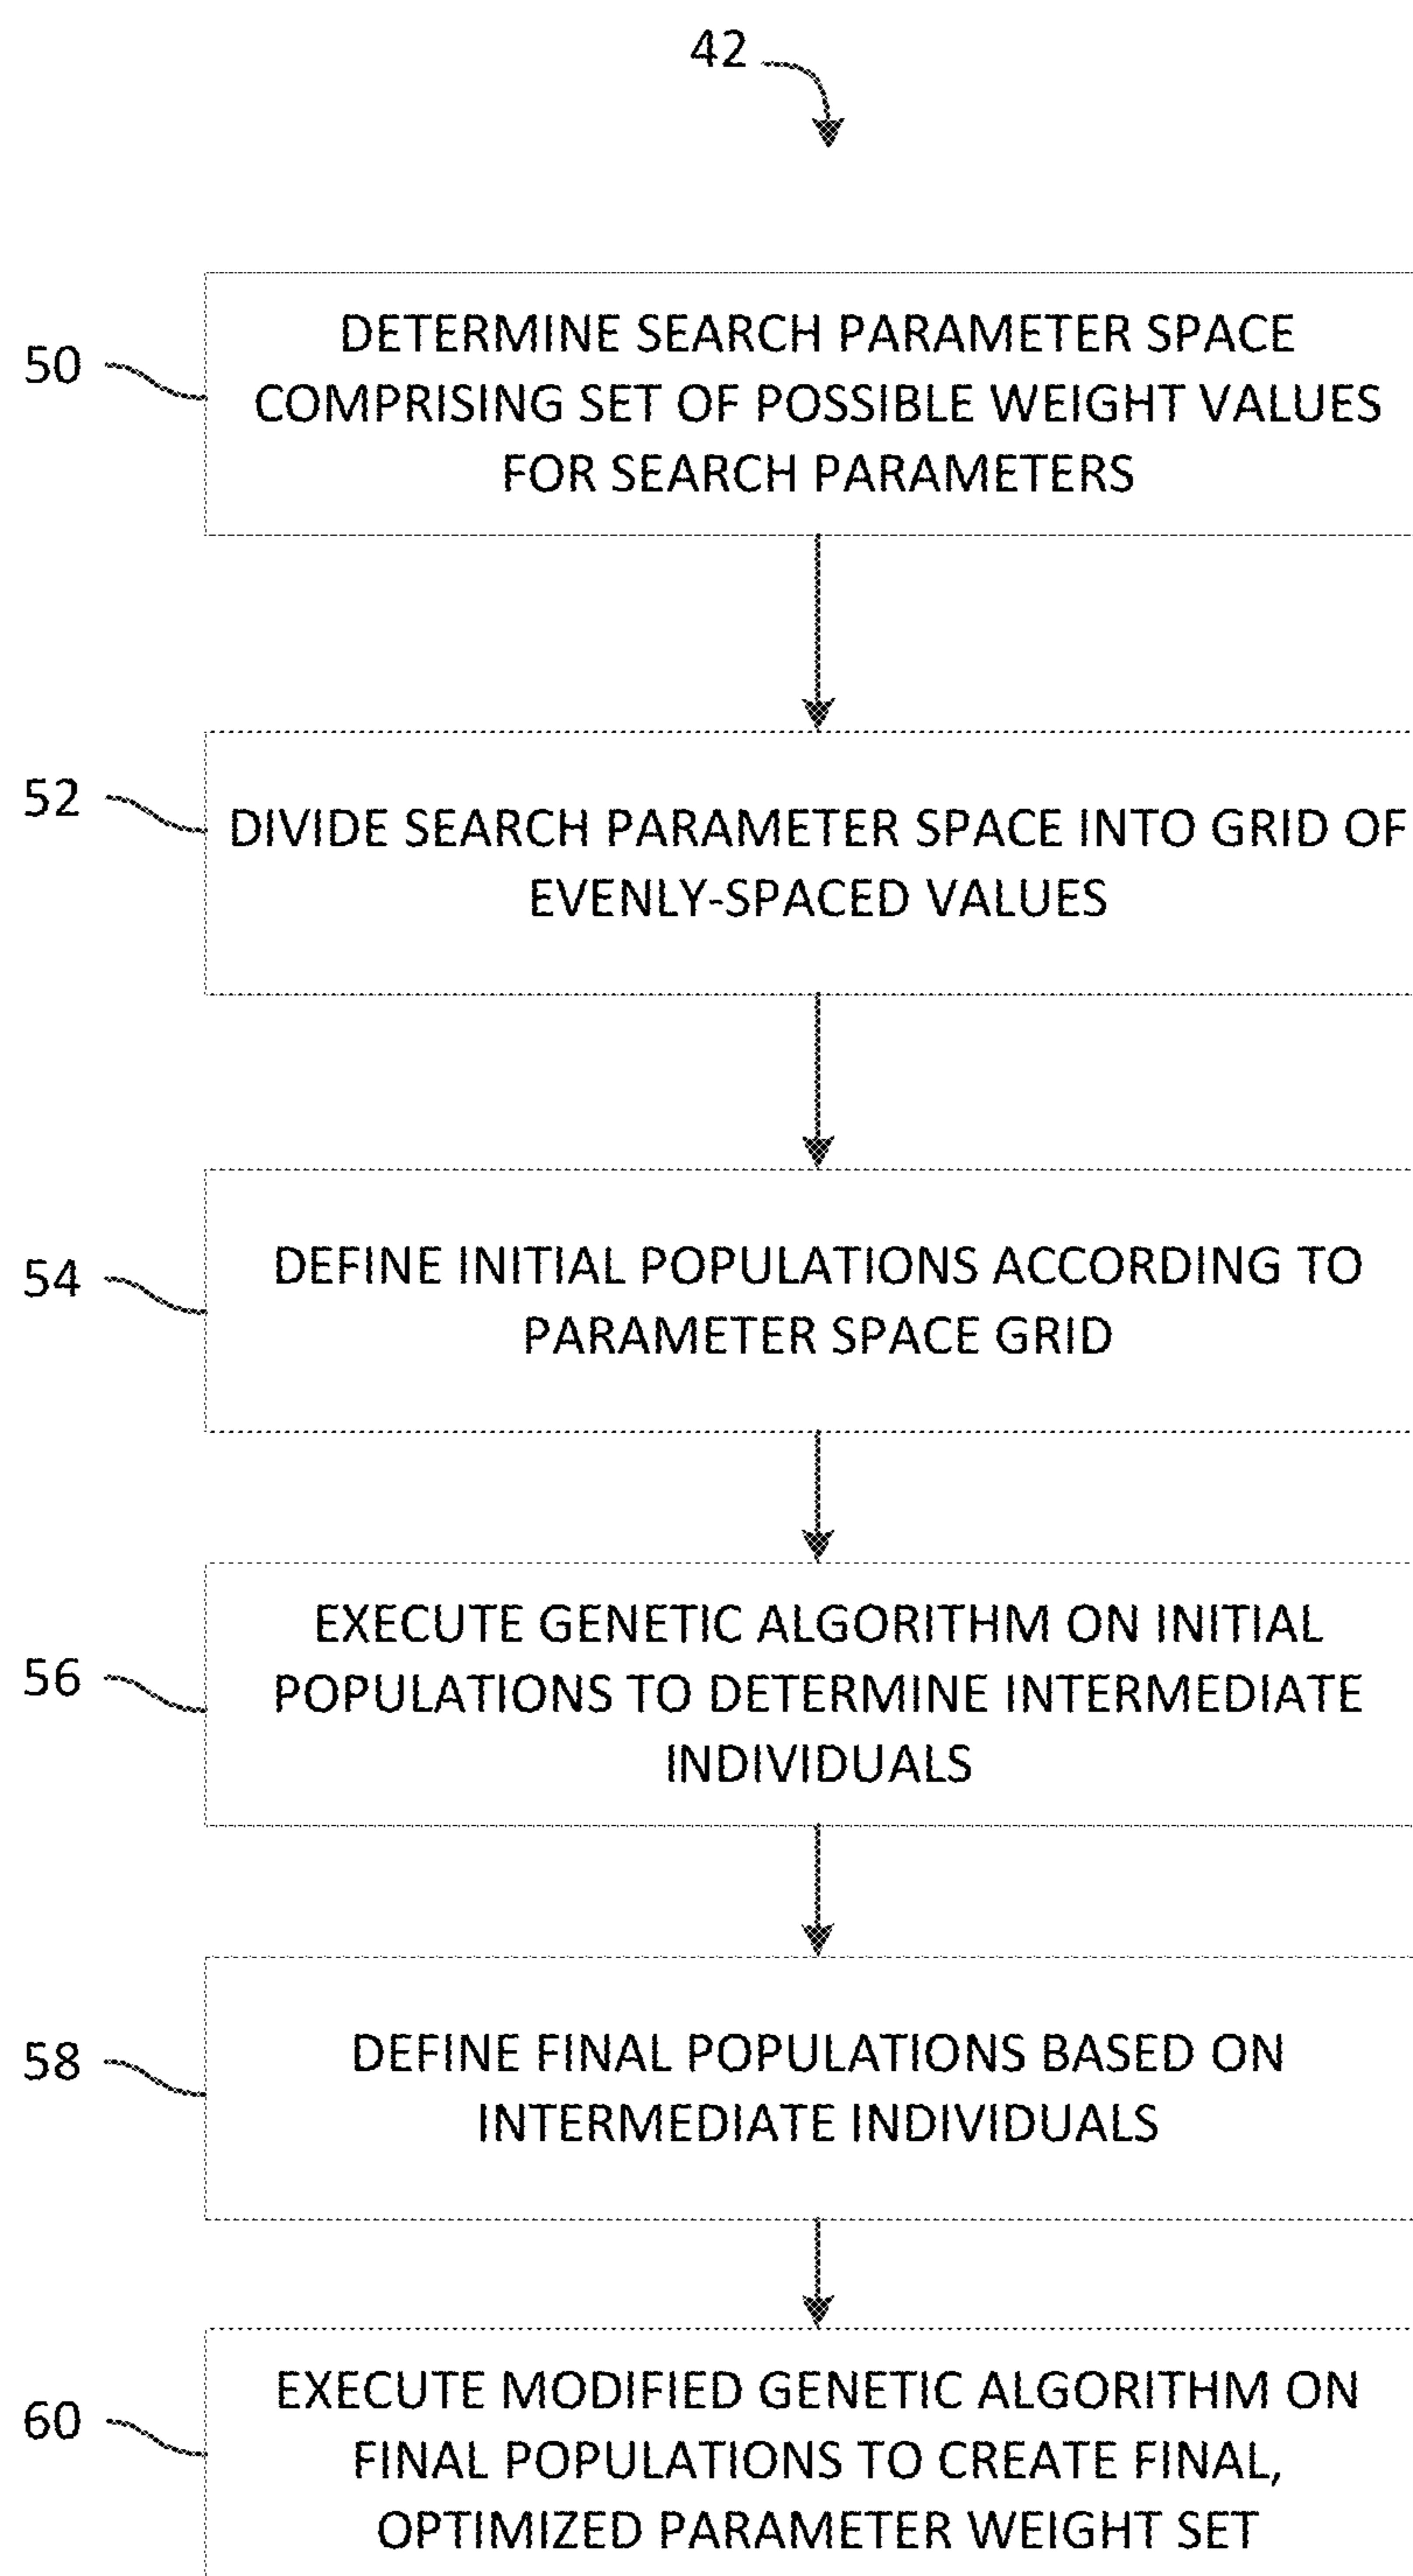 42
50
DETERMINE SEARCH PARAMETER SPACE
COMPRISING SET OF POSSIBLE WEIGHT VALUES
FOR SEARCH PARAMETERS
52
DIVIDE SEARCH PARAMETER SPACE INTO GRID OF
EVENLY-SPACED VALUES
54
DEFINE INITIAL POPULATIONS ACCORDING TO
PARAMETER SPACE GRID
56
EXECUTE GENETIC ALGORITHM ON INITIAL
POPULATIONS TO DETERMINE INTERMEDIATE
INDIVIDUALS
58
DEFINE FINAL POPULATIONS BASED ON
INTERMEDIATE INDIVIDUALS
60
EXECUTE MODIFIED GENETIC ALGORITHM ON
FINAL POPULATIONS TO CREATE FINAL,
OPTIMIZED PARAMETER WEIGHT SET